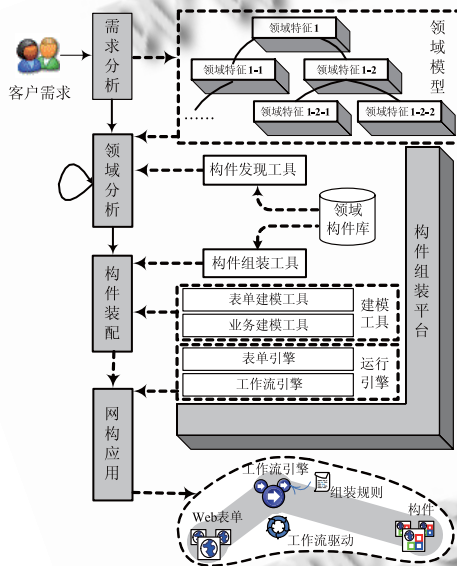 客户需求
需求分析
领域特征1
领域特征1-1
领域特征1-2
……
领域特征1-2-1
领域特征1-2-2
领域模型
领域分析
构件发现工具
领域构件库
构件组装工具
构件组装平台
构件装配
表单建模工具
业务建模工具
建模工具
表单引擎
工作流引擎
运行引擎
网构应用
工作流引擎
组装规则
Web表单
构件
工作流驱动